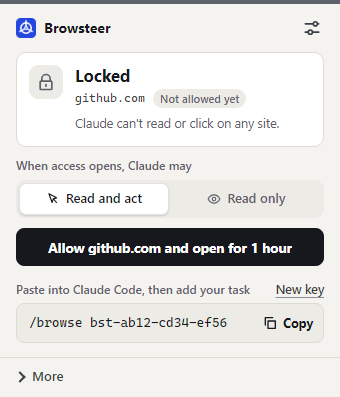 Browsteer
Locked
github.com Not allowed yet
Claude can't read or click on any site.
When access opens, Claude may
Read and act Read only
Allow github.com and open for 1 hour
Paste into Claude Code, then add your task New key
/browse bst-ab12-cd34-ef56 Copy
More